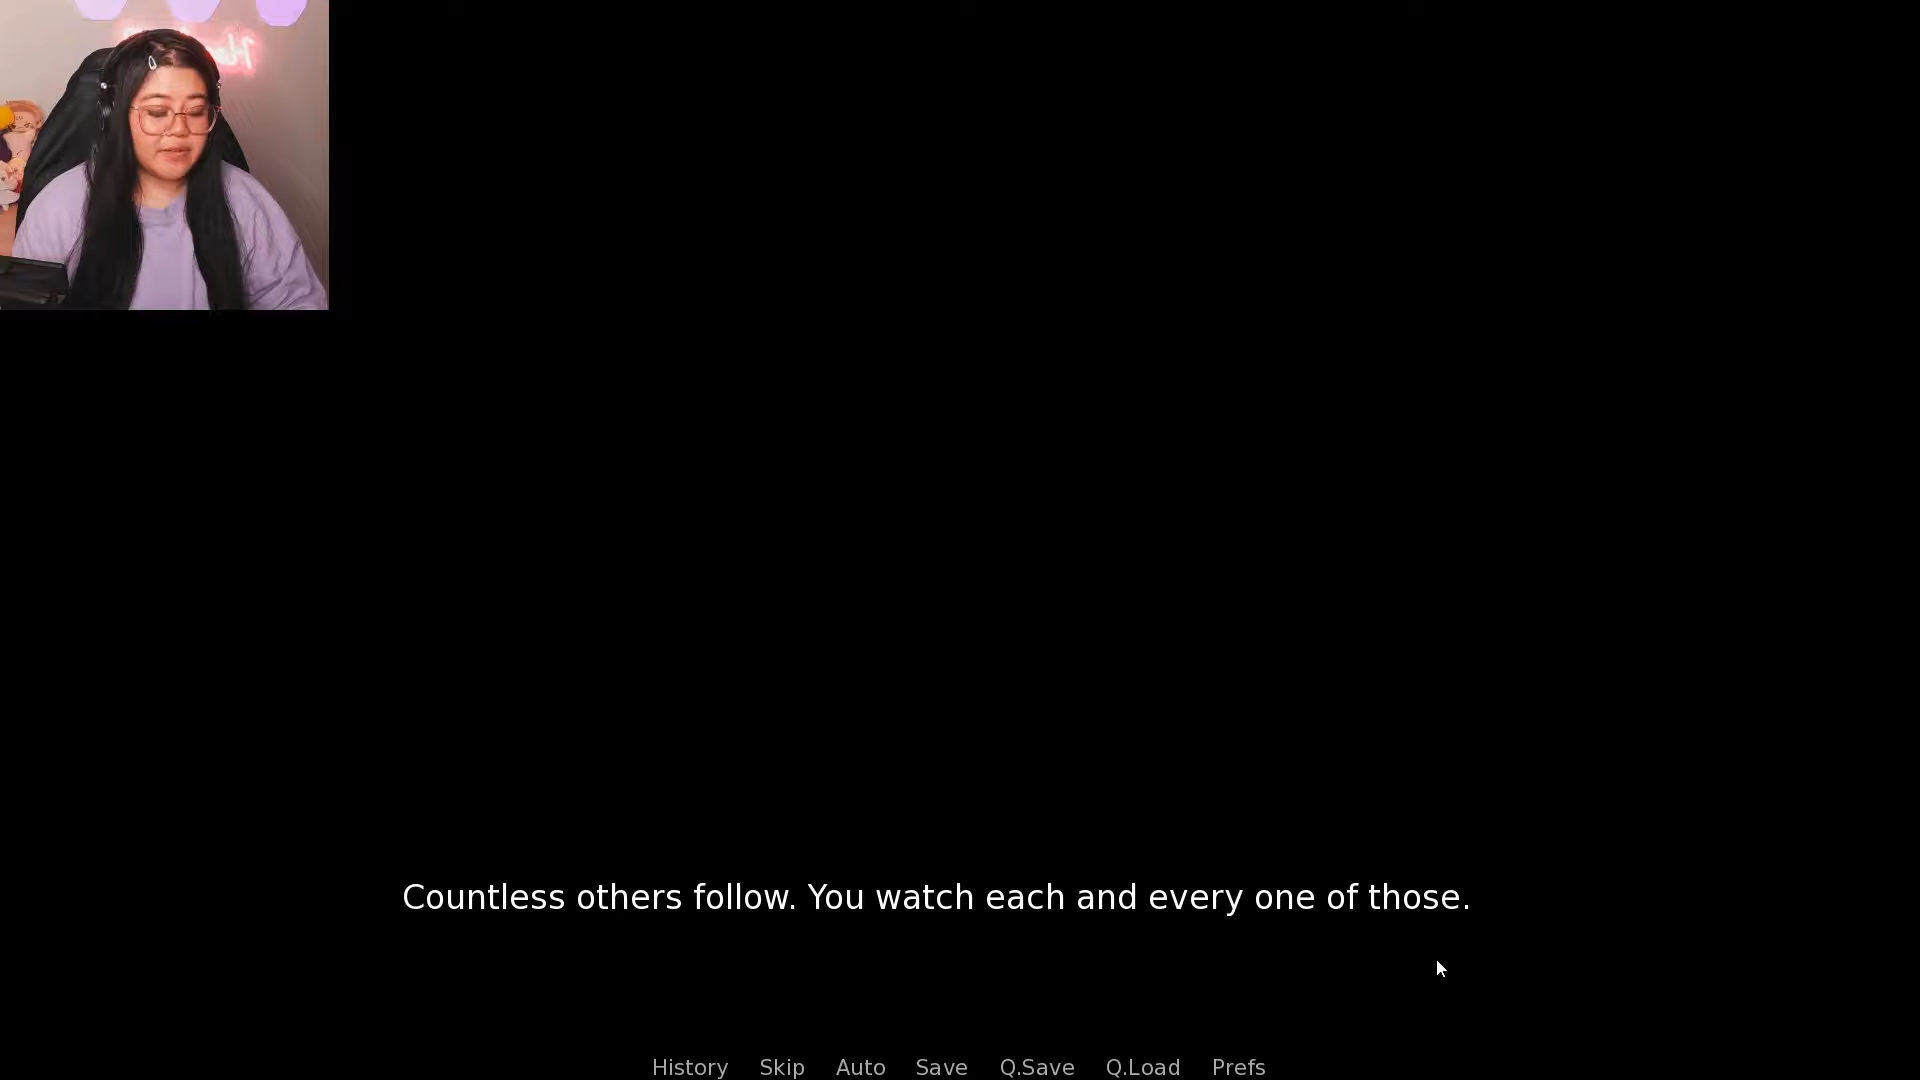 Countless others follow. You watch each and every one of those.
History Skip Auto Save Q.Save Q.Load Prefs